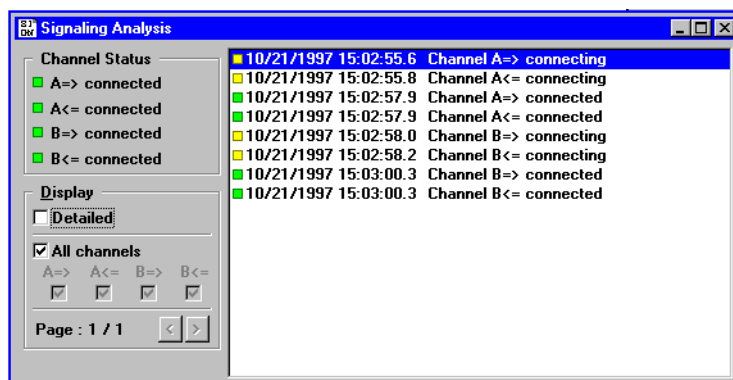 Signaling Analysis
Channel Status
A=> connected
A<= connected
B=> connected
B<= connected
Display
Detailed
All channels
A=> A<= B=> B<=
Page : 1 / 1 < >
10/21/1997 15:02:55.6 Channel A=> connecting
10/21/1997 15:02:55.8 Channel A<= connecting
10/21/1997 15:02:57.9 Channel A=> connected
10/21/1997 15:02:57.9 Channel A<= connected
10/21/1997 15:02:58.0 Channel B=> connecting
10/21/1997 15:02:58.2 Channel B<= connecting
10/21/1997 15:03:00.3 Channel B=> connected
10/21/1997 15:03:00.3 Channel B<= connected